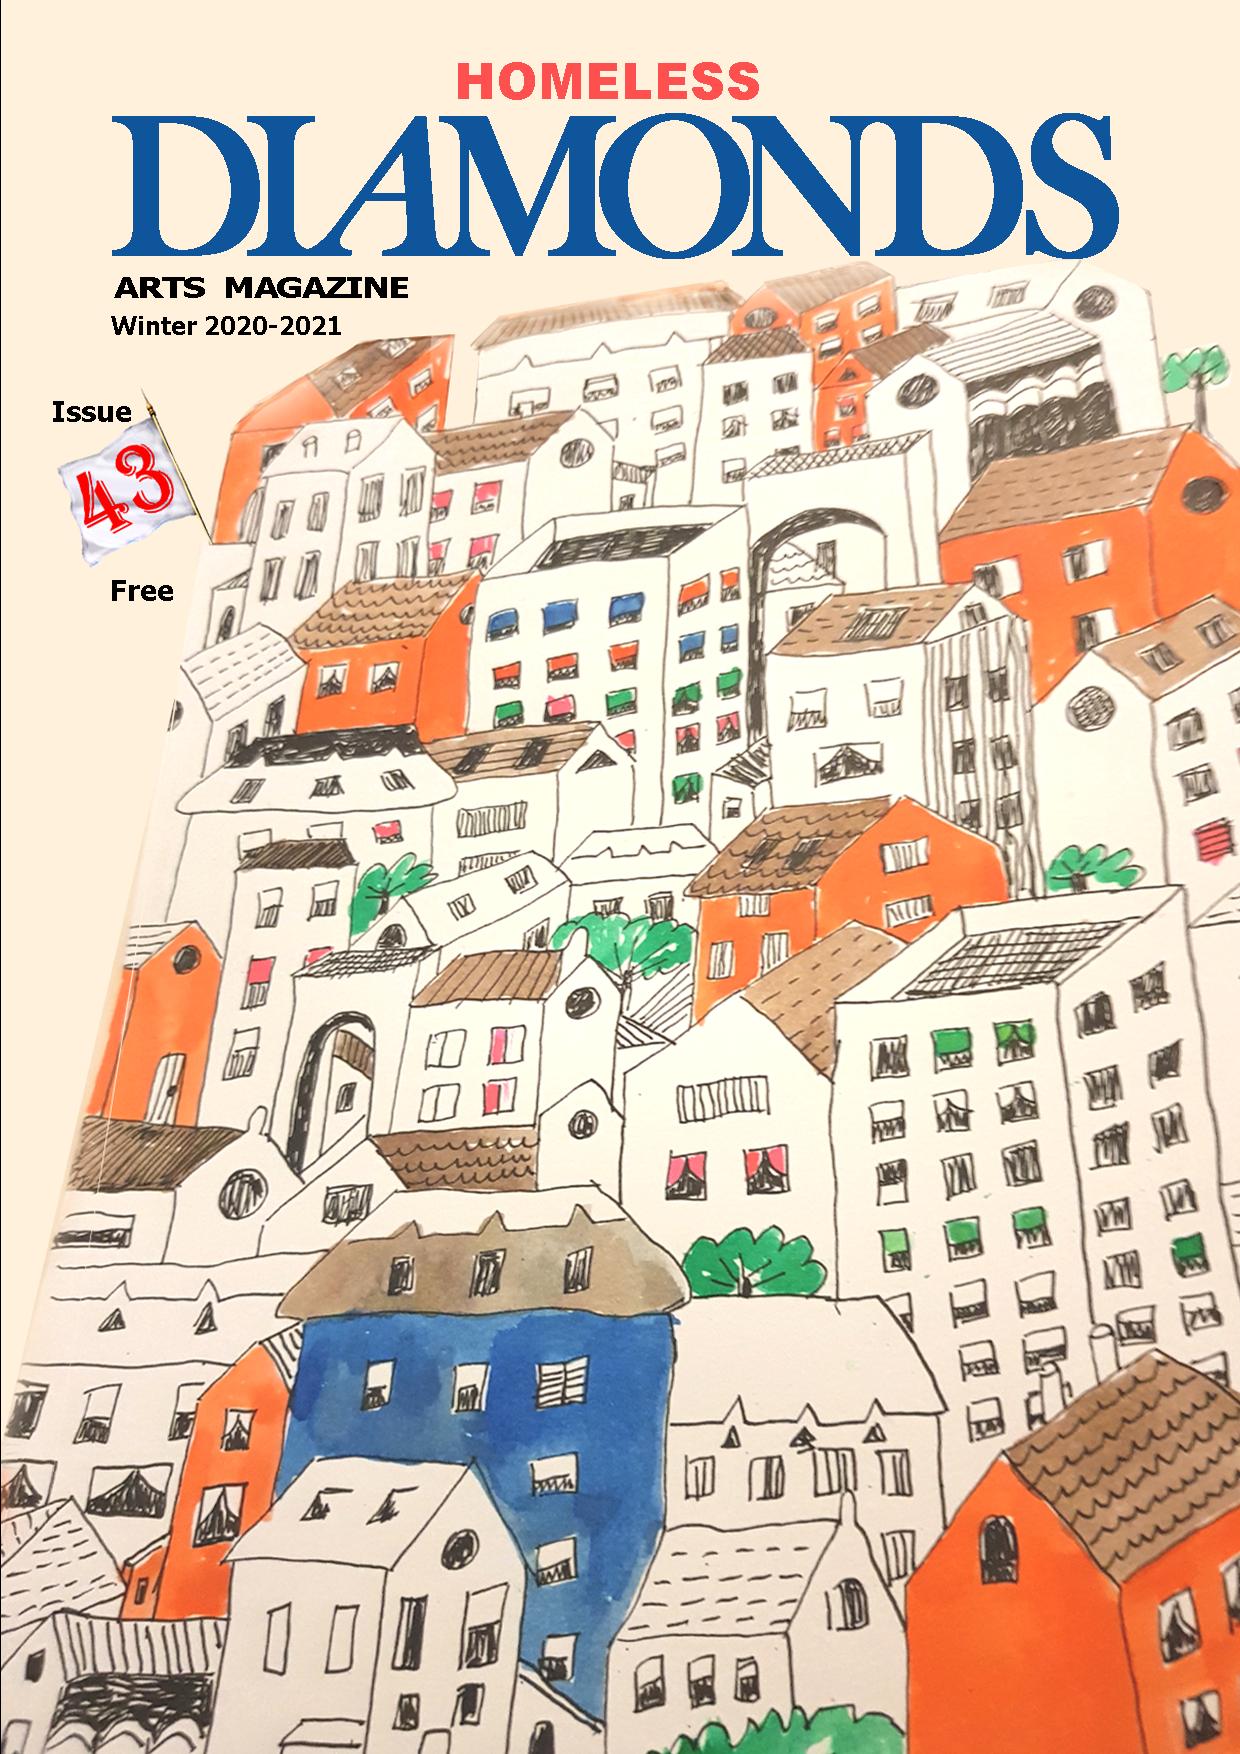 HOMELESS
DIAMONDS
ARTS MAGAZINE
Winter 2020-2021
Issue
43
Free